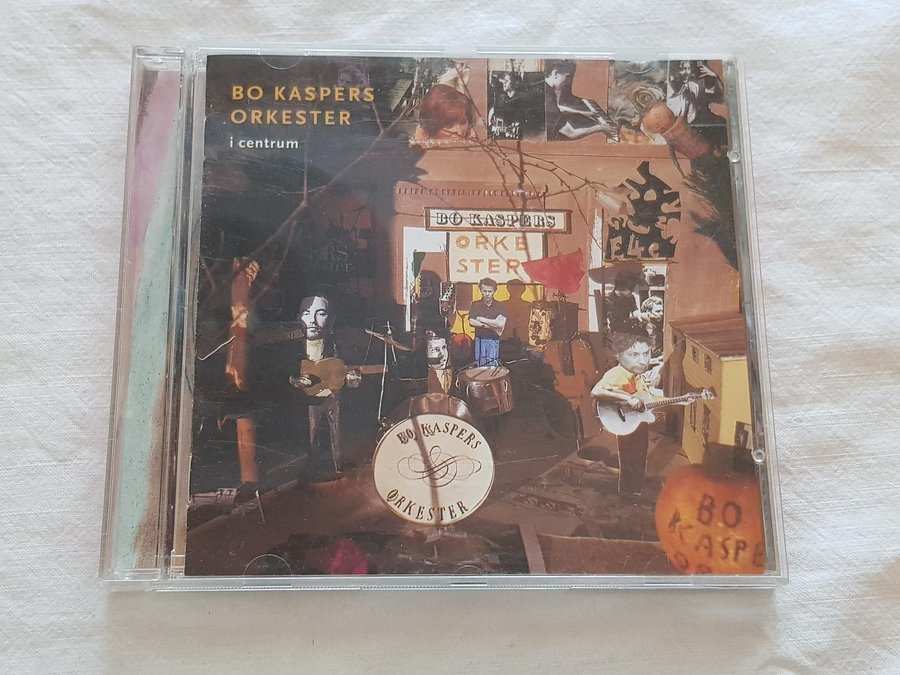 BO KASPERS
ORKESTER
i centrum
BO KASPERS
ORKE
STER
BO KASPERS
ORKESTER
BO
KASPE